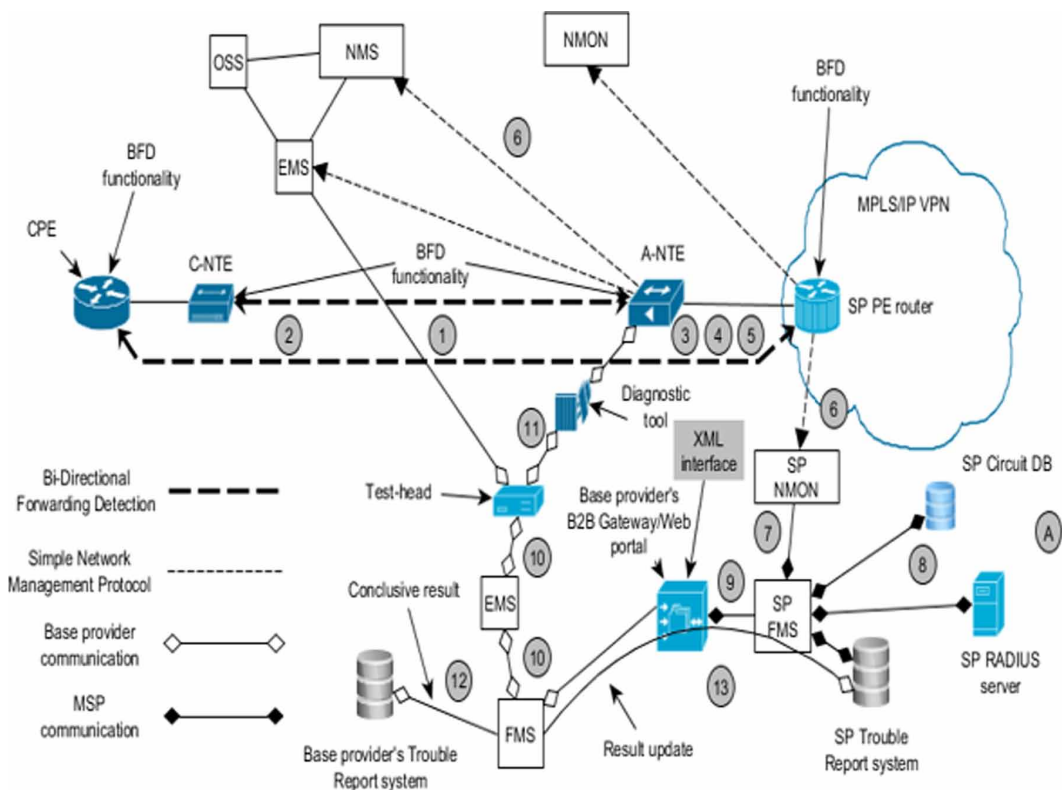 OSS
NMS
NMON
BFD
functionality
6
EMS
BFD
functionality
MPLS/IP VPN
CPE
C-NTE
BFD
functionality
A-NTE
SP PE router
2
1
3
4
5
Diagnostic
tool
11
6
XML
interface
SP
NMON
SP Circuit DB
Bi-Directional
Forwarding Detection
Test-head
Base provider's
B2B Gateway/Web
portal
7
A
8
10
Simple Network
Management Protocol
Conclusive result
9
EMS
SP
FMS
Base provider
communication
10
SP RADIUS
server
12
13
MSP
communication
FMS
Result update
Base provider's Trouble
Report system
SP Trouble
Report system